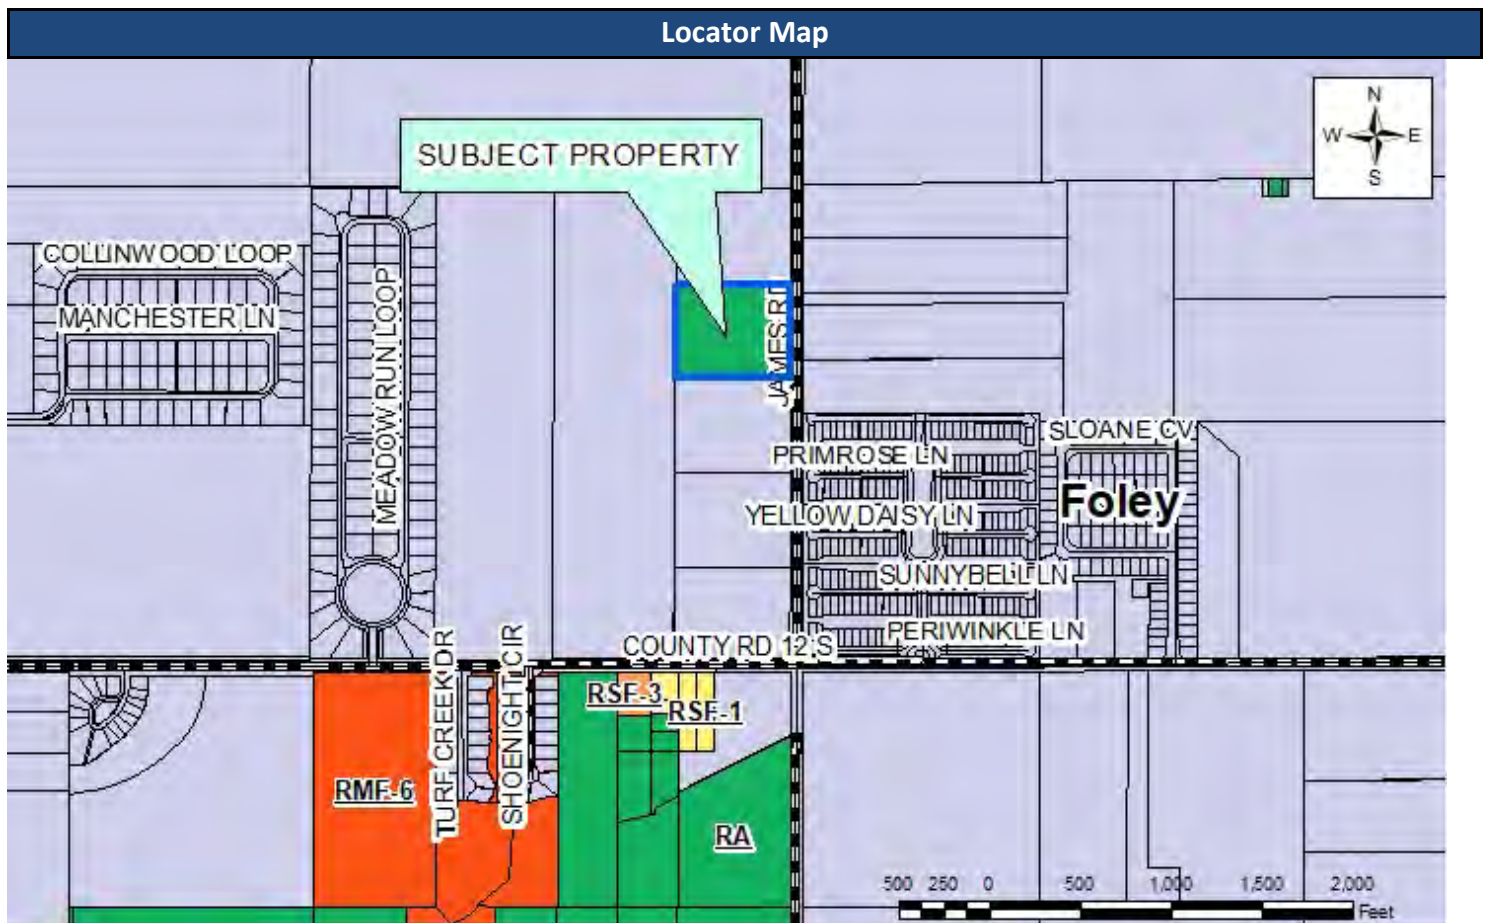 Locator Map
N
W E
S
SUBJECT PROPERTY
COLLINWOOD LOOP
MANCHESTER LN
MEADOW RUN LOOP
JAMES RD
PRIMROSE LN
SLOANE CV
YELLOW DAISY LN
Foley
SUNNYBELL LN
PERIWINKLE LN
COUNTY RD 12 S
TURF CREEK DR
SHOENIGHT CIR
RSF-3
RSF-1
RMF-6
RA
500 250 0 500 1,000 1,500 2,000
Feet